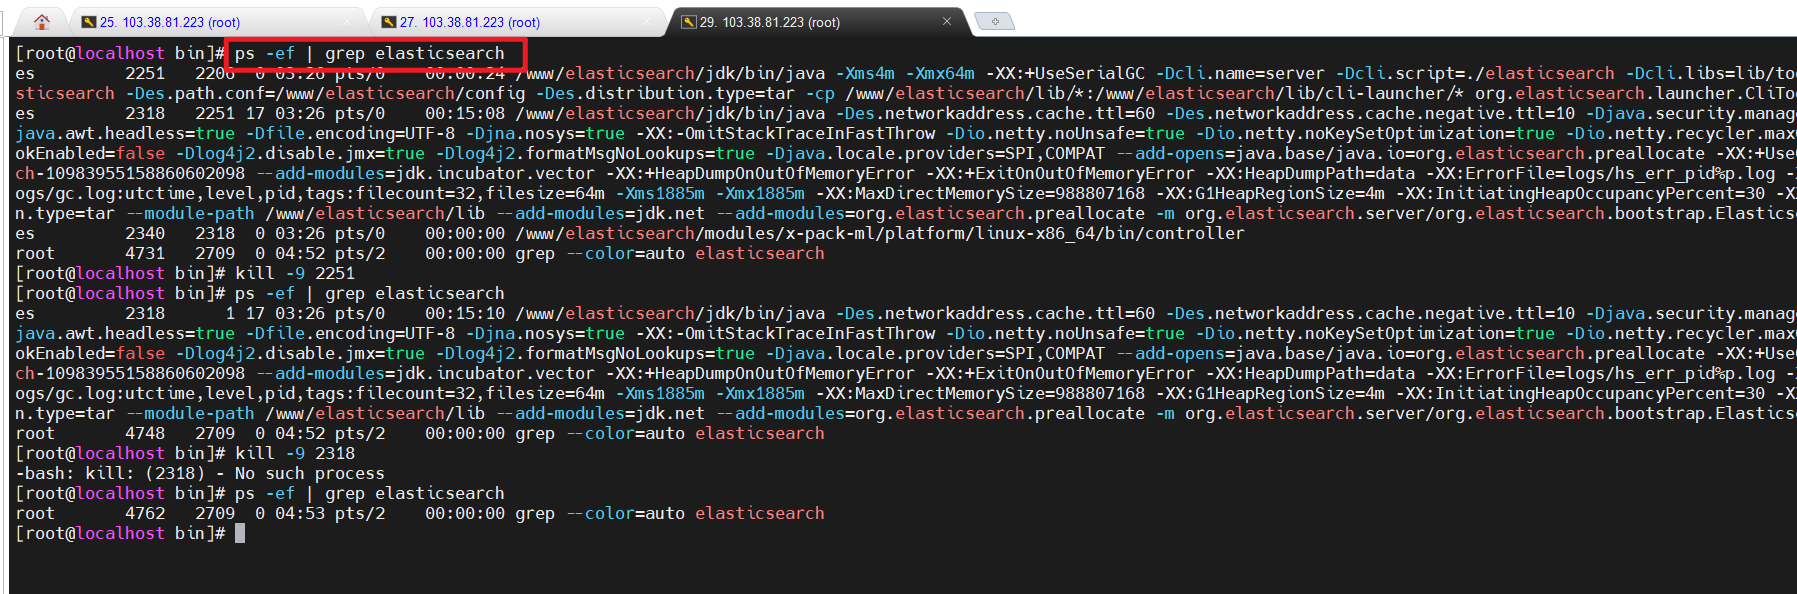 25. 103.38.81.223 (root)
27. 103.38.81.223 (root)
29. 103.38.81.223 (root)
[root@localhost bin]# ps -ef | grep elasticsearch
es         2251   2206  0 03:26 pts/0    00:00:24 /www/elasticsearch/jdk/bin/java -Xms4m -Xmx64m -XX:+UseSerialGC -Dcli.name=server -Dcli.script=./elasticsearch -Dcli.libs=lib/too
sticsearch -Des.path.conf=/www/elasticsearch/config -Des.distribution.type=tar -cp /www/elasticsearch/lib/*:/www/elasticsearch/lib/cli-launcher/* org.elasticsearch.launcher.CliToo
es         2318   2251 17 03:26 pts/0    00:15:08 /www/elasticsearch/jdk/bin/java -Des.networkaddress.cache.ttl=60 -Des.networkaddress.cache.negative.ttl=10 -Djava.security.manage
java.awt.headless=true -Dfile.encoding=UTF-8 -Djna.nosys=true -XX:-OmitStackTraceInFastThrow -Dio.netty.noUnsafe=true -Dio.netty.noKeySetOptimization=true -Dio.netty.recycler.maxC
okEnabled=false -Dlog4j2.disable.jmx=true -Dlog4j2.formatMsgNoLookups=true -Djava.locale.providers=SPI,COMPAT --add-opens=java.base/java.io=org.elasticsearch.preallocate -XX:+UseG
ch-10983955158860602098 --add-modules=jdk.incubator.vector -XX:+HeapDumpOnOutOfMemoryError -XX:+ExitOnOutOfMemoryError -XX:HeapDumpPath=data -XX:ErrorFile=logs/hs_err_pid%p.log -X
ogs/gc.log:utctime,level,pid,tags:filecount=32,filesize=64m -Xms1885m -Xmx1885m -XX:MaxDirectMemorySize=988807168 -XX:G1HeapRegionSize=4m -XX:InitiatingHeapOccupancyPercent=30 -XX
n.type=tar --module-path /www/elasticsearch/lib --add-modules=jdk.net --add-modules=org.elasticsearch.preallocate -m org.elasticsearch.server/org.elasticsearch.bootstrap.Elasticse
es         2340   2318  0 03:26 pts/0    00:00:00 /www/elasticsearch/modules/x-pack-ml/platform/linux-x86_64/bin/controller
root       4731   2709  0 04:52 pts/2    00:00:00 grep --color=auto elasticsearch
[root@localhost bin]# kill -9 2251
[root@localhost bin]# ps -ef | grep elasticsearch
es         2318      1 17 03:26 pts/0    00:15:10 /www/elasticsearch/jdk/bin/java -Des.networkaddress.cache.ttl=60 -Des.networkaddress.cache.negative.ttl=10 -Djava.security.manage
java.awt.headless=true -Dfile.encoding=UTF-8 -Djna.nosys=true -XX:-OmitStackTraceInFastThrow -Dio.netty.noUnsafe=true -Dio.netty.noKeySetOptimization=true -Dio.netty.recycler.maxC
okEnabled=false -Dlog4j2.disable.jmx=true -Dlog4j2.formatMsgNoLookups=true -Djava.locale.providers=SPI,COMPAT --add-opens=java.base/java.io=org.elasticsearch.preallocate -XX:+UseG
ch-10983955158860602098 --add-modules=jdk.incubator.vector -XX:+HeapDumpOnOutOfMemoryError -XX:+ExitOnOutOfMemoryError -XX:HeapDumpPath=data -XX:ErrorFile=logs/hs_err_pid%p.log -X
ogs/gc.log:utctime,level,pid,tags:filecount=32,filesize=64m -Xms1885m -Xmx1885m -XX:MaxDirectMemorySize=988807168 -XX:G1HeapRegionSize=4m -XX:InitiatingHeapOccupancyPercent=30 -XX
n.type=tar --module-path /www/elasticsearch/lib --add-modules=jdk.net --add-modules=org.elasticsearch.preallocate -m org.elasticsearch.server/org.elasticsearch.bootstrap.Elasticse
root       4748   2709  0 04:52 pts/2    00:00:00 grep --color=auto elasticsearch
[root@localhost bin]# kill -9 2318
-bash: kill: (2318) - No such process
[root@localhost bin]# ps -ef | grep elasticsearch
root       4762   2709  0 04:53 pts/2    00:00:00 grep --color=auto elasticsearch
[root@localhost bin]#